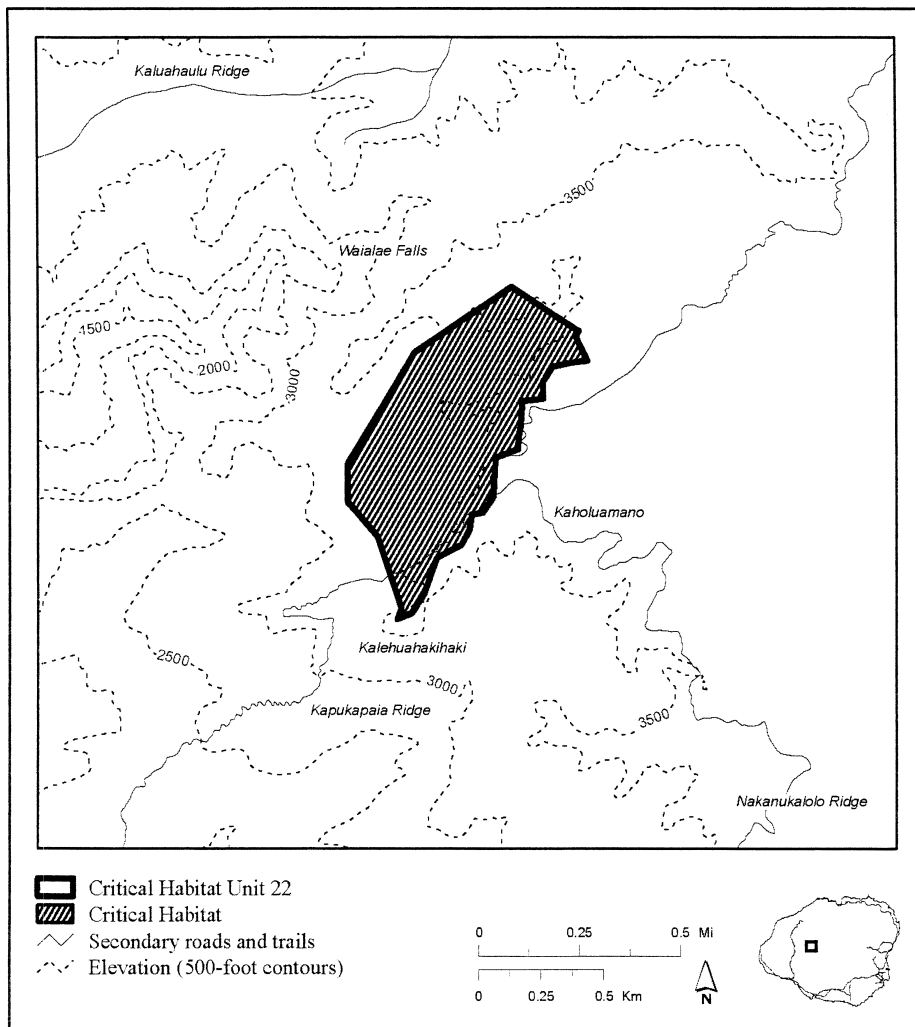 Kaluahaulu Ridge
3500
Waialae Falls
1500
2000
3000
Kaholuamano
Kalehuahakihaki
2500
3000
Kapukapaia Ridge
3500
Nakanukalolo Ridge
Critical Habitat Unit 22
Critical Habitat
Secondary roads and trails
Elevation (500-foot contours)
0 0.25 0.5 Mi
0 0.25 0.5 Km
N